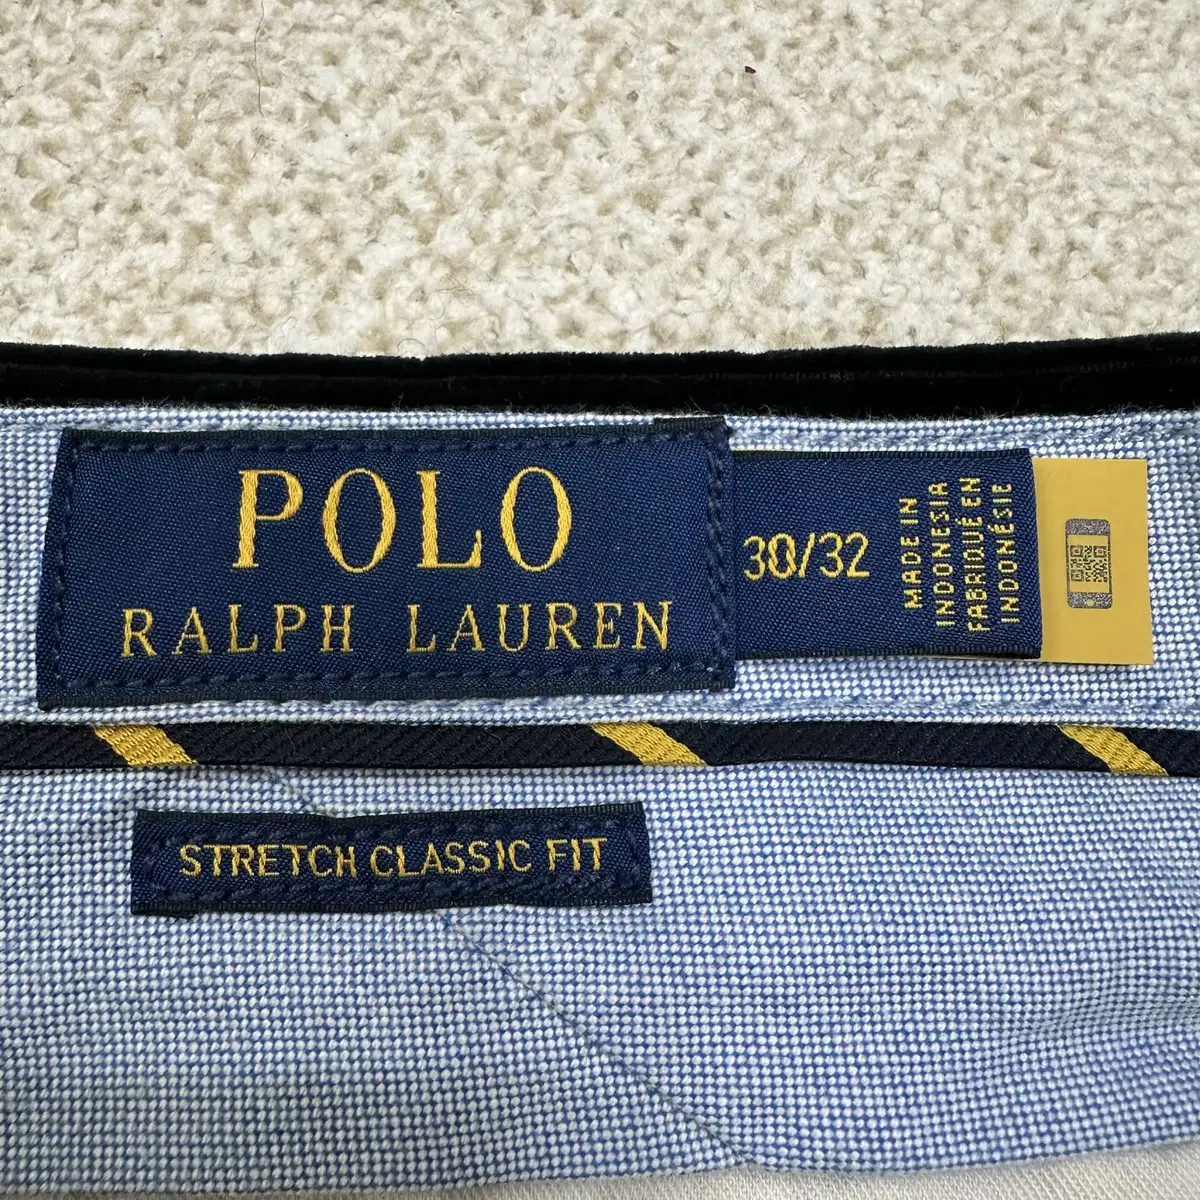 POLO
RALPH LAUREN
30/32
MADE IN
INDONESIA
FABRIQUÉ EN
INDONÉSIE
STRETCH CLASSIC FIT